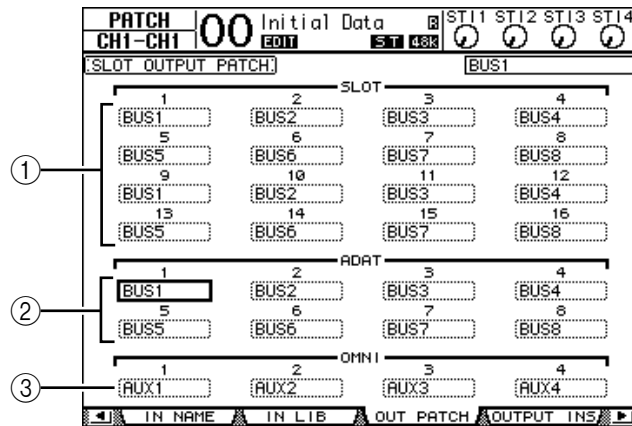 PATCH 00 Initial Data R ST11 ST12 ST13 ST14
CH1-CH1 EDIT ST 48K
SLOT OUTPUT PATCH BUS1
SLOT
1 2 3 4
BUS1 BUS2 BUS3 BUS4
5 6 7 8
① BUS5 BUS6 BUS7 BUS8
9 10 11 12
BUS1 BUS2 BUS3 BUS4
13 14 15 16
BUS5 BUS6 BUS7 BUS8
ADAT
1 2 3 4
BUS1 BUS2 BUS3 BUS4
② 5 6 7 8
BUS5 BUS6 BUS7 BUS8
OMNI
1 2 3 4
③ AUX1 AUX2 AUX3 AUX4
IN NAME IN LIB OUT PATCH OUTPUT INS